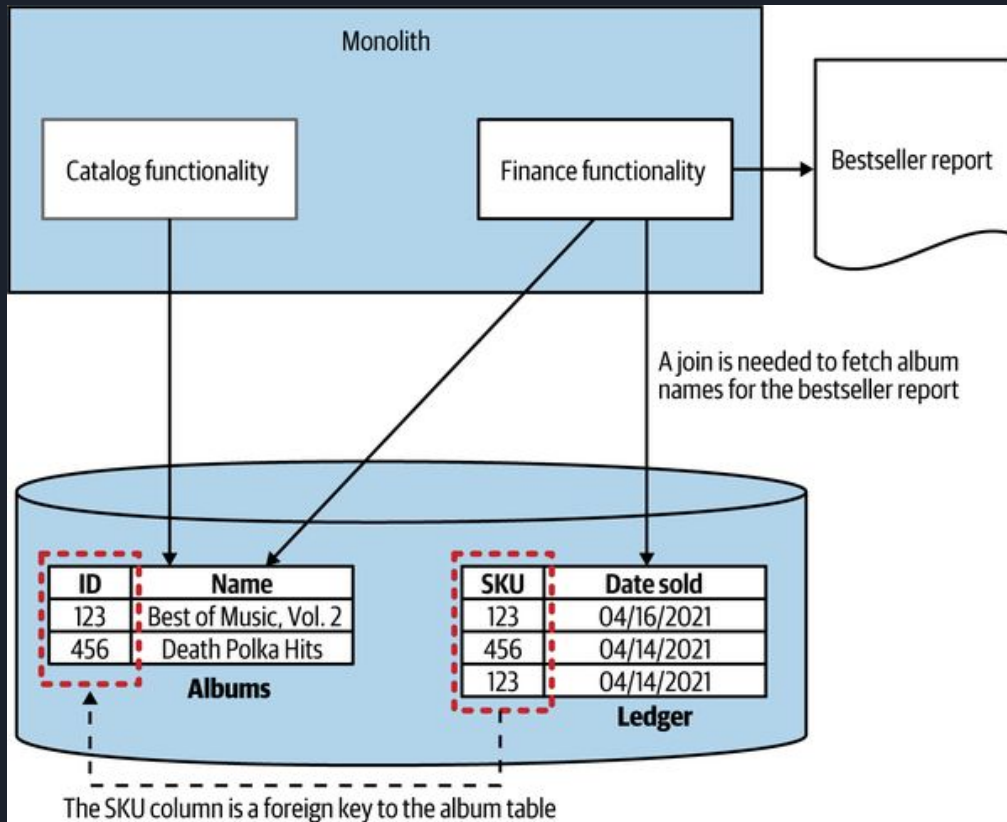 Monolith
Catalog functionality
Finance functionality
Bestseller report
A join is needed to fetch album
names for the bestseller report
ID Name
123 Best of Music, Vol. 2
456 Death Polka Hits
Albums
SKU Date sold
123 04/16/2021
456 04/14/2021
123 04/14/2021
Ledger
The SKU column is a foreign key to the album table